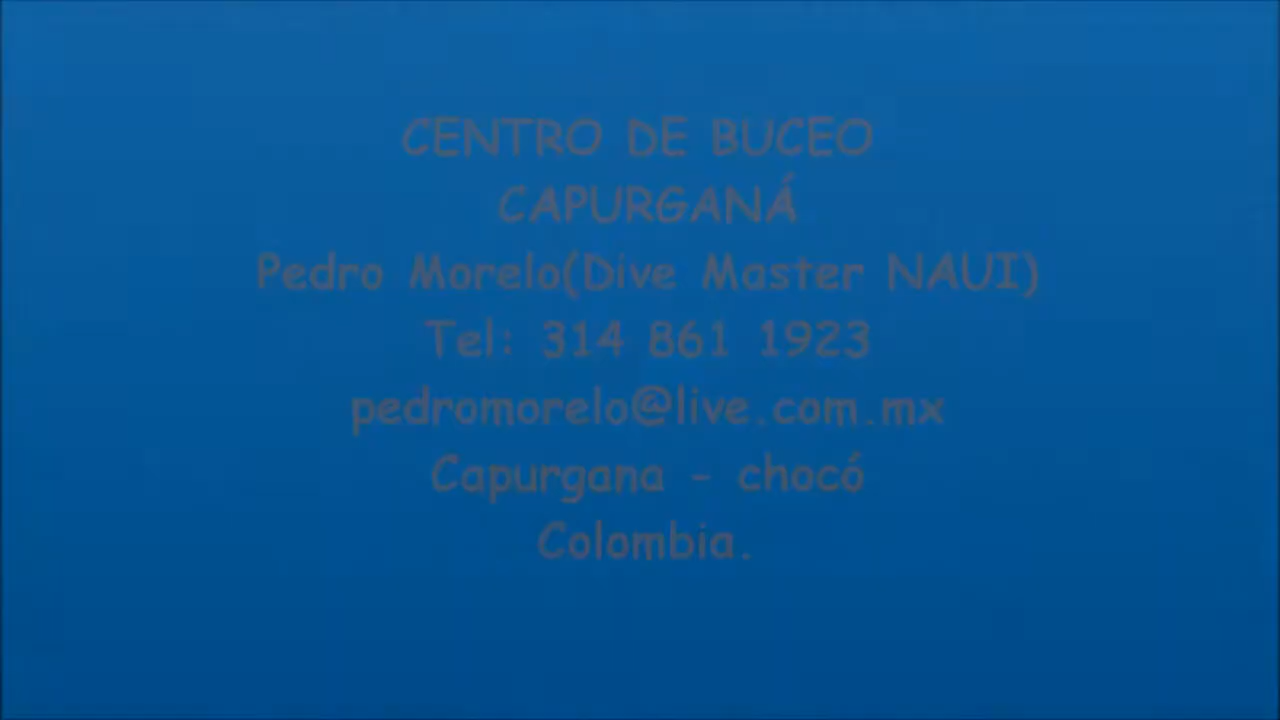 CENTRO DE BUCEO
CAPURGANÁ
Pedro Morelo(Dive Master NAUI)
Tel: 314 861 1923
pedromorelo@live.com.mx
Capurgana - chocó
Colombia.